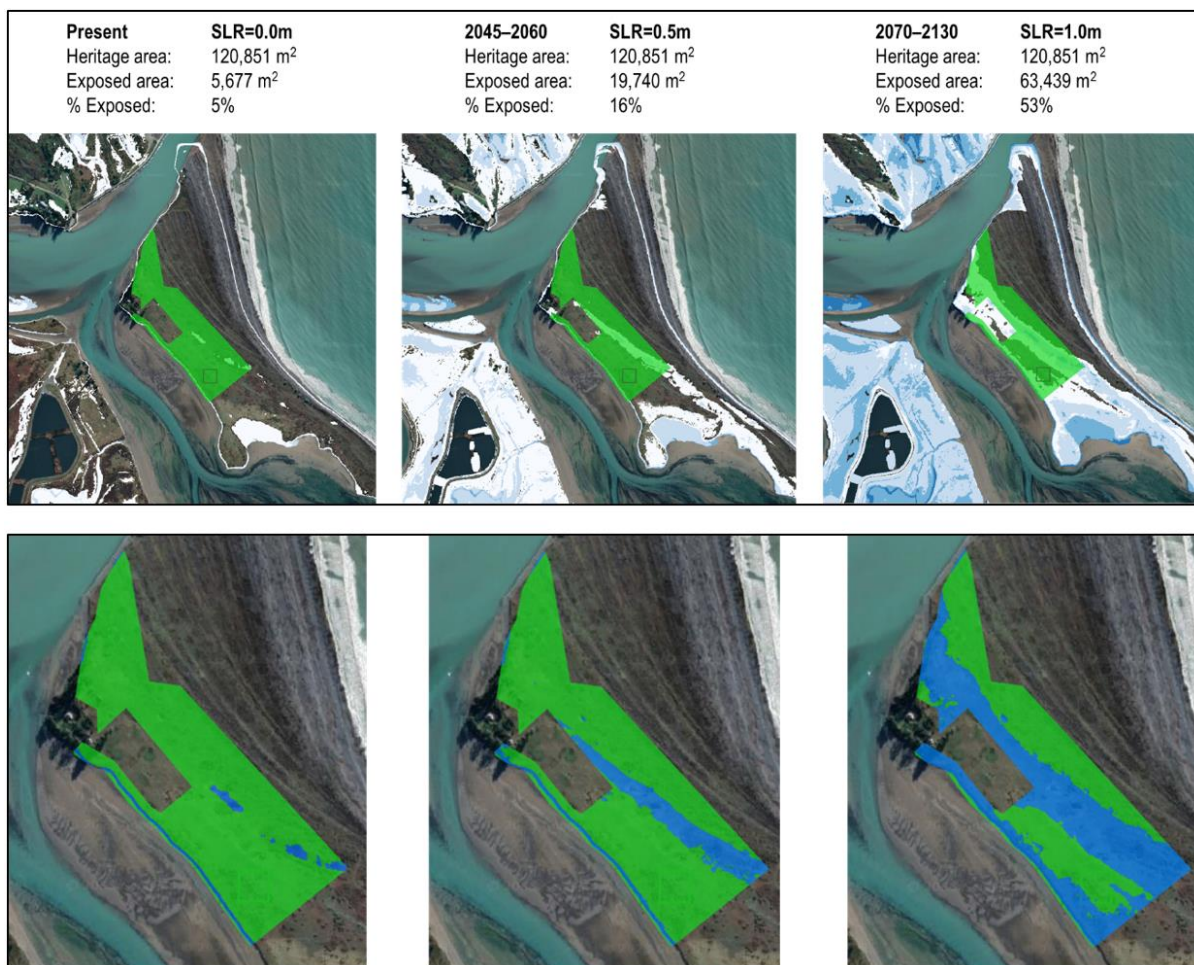 Present SLR=0.0m
Heritage area: 120,851 m²
Exposed area: 5,677 m²
% Exposed: 5%
2045–2060 SLR=0.5m
Heritage area: 120,851 m²
Exposed area: 19,740 m²
% Exposed: 16%
2070–2130 SLR=1.0m
Heritage area: 120,851 m²
Exposed area: 63,439 m²
% Exposed: 53%